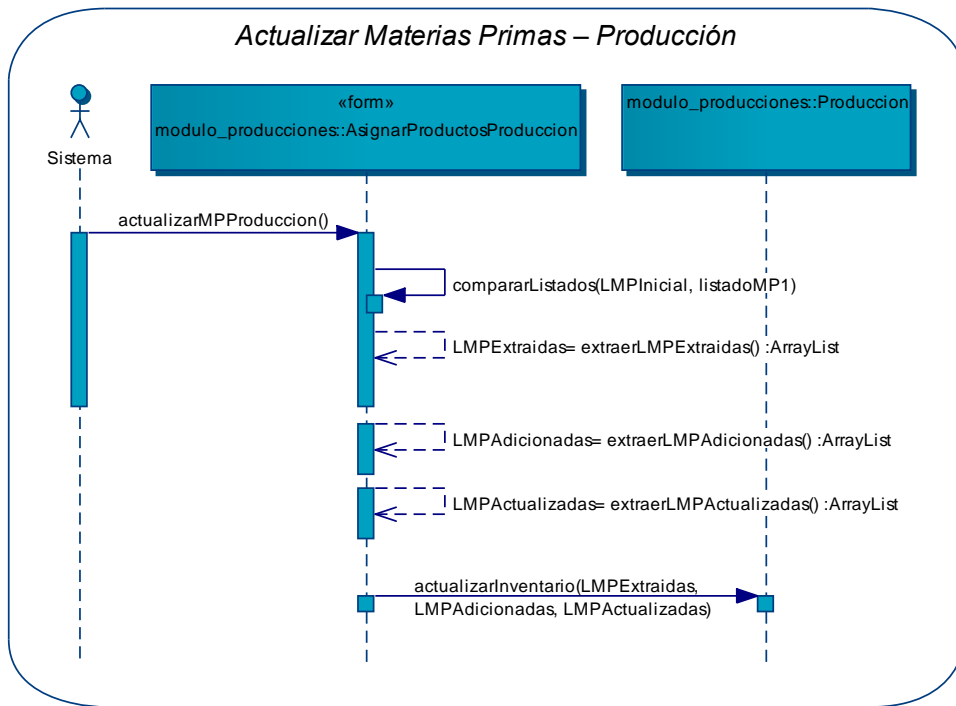 Actualizar Materias Primas – Producción
Sistema
«form»
modulo_producciones::AsignarProductosProduccion
modulo_producciones::Produccion
actualizarMPProduccion()
compararListados(LMPInicial, listadoMP1)
LMPExtraidas= extraerLMPExtraidas() :ArrayList
LMPAdicionadas= extraerLMPAdicionadas() :ArrayList
LMPActualizadas= extraerLMPActualizadas() :ArrayList
actualizarInventario(LMPExtraidas,
LMPAdicionadas, LMPActualizadas)